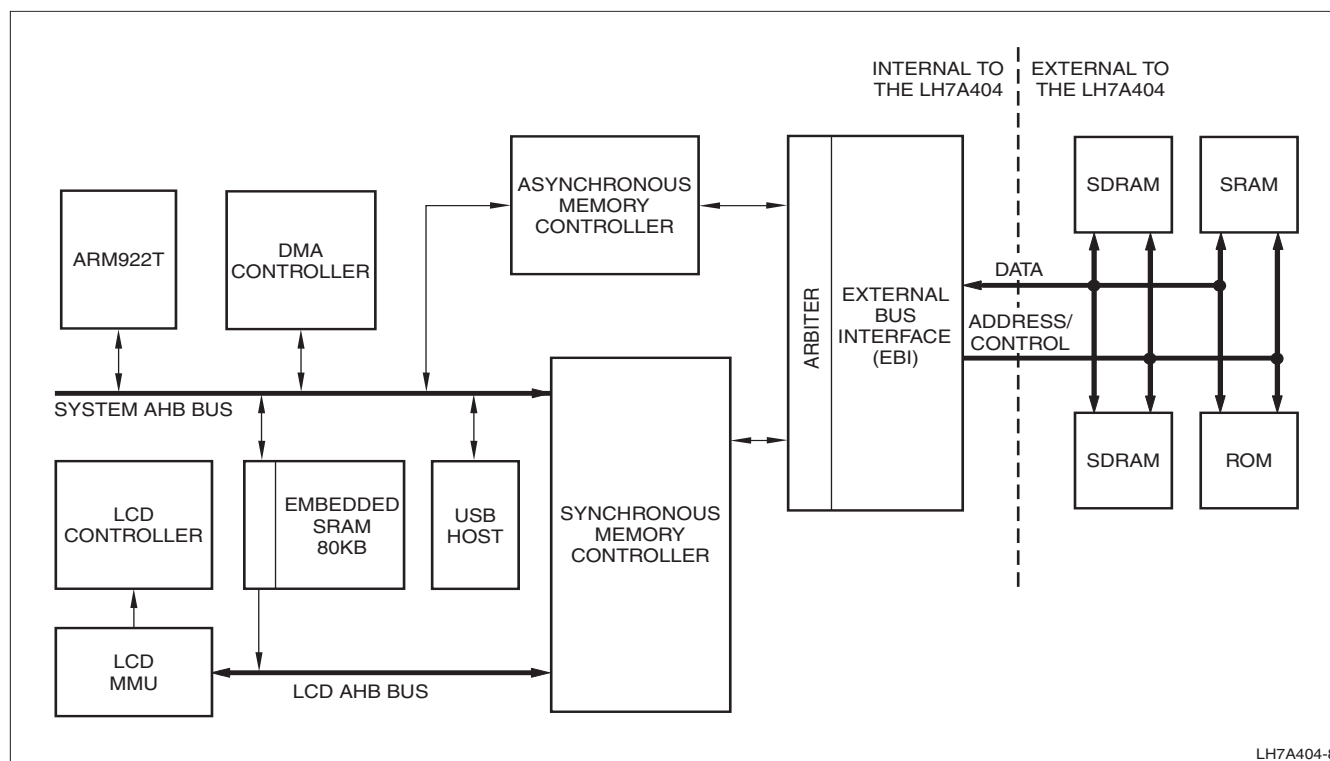 INTERNAL TO
THE LH7A404
EXTERNAL TO
THE LH7A404
ASYNCHRONOUS
MEMORY
CONTROLLER
SDRAM
SRAM
ARM922T
DMA
CONTROLLER
DATA
ARBITER
EXTERNAL
BUS
INTERFACE
(EBI)
ADDRESS/
CONTROL
SYSTEM AHB BUS
SDRAM
ROM
LCD
CONTROLLER
EMBEDDED
SRAM
80KB
USB
HOST
SYNCHRONOUS
MEMORY
CONTROLLER
LCD
MMU
LCD AHB BUS
LH7A404-8